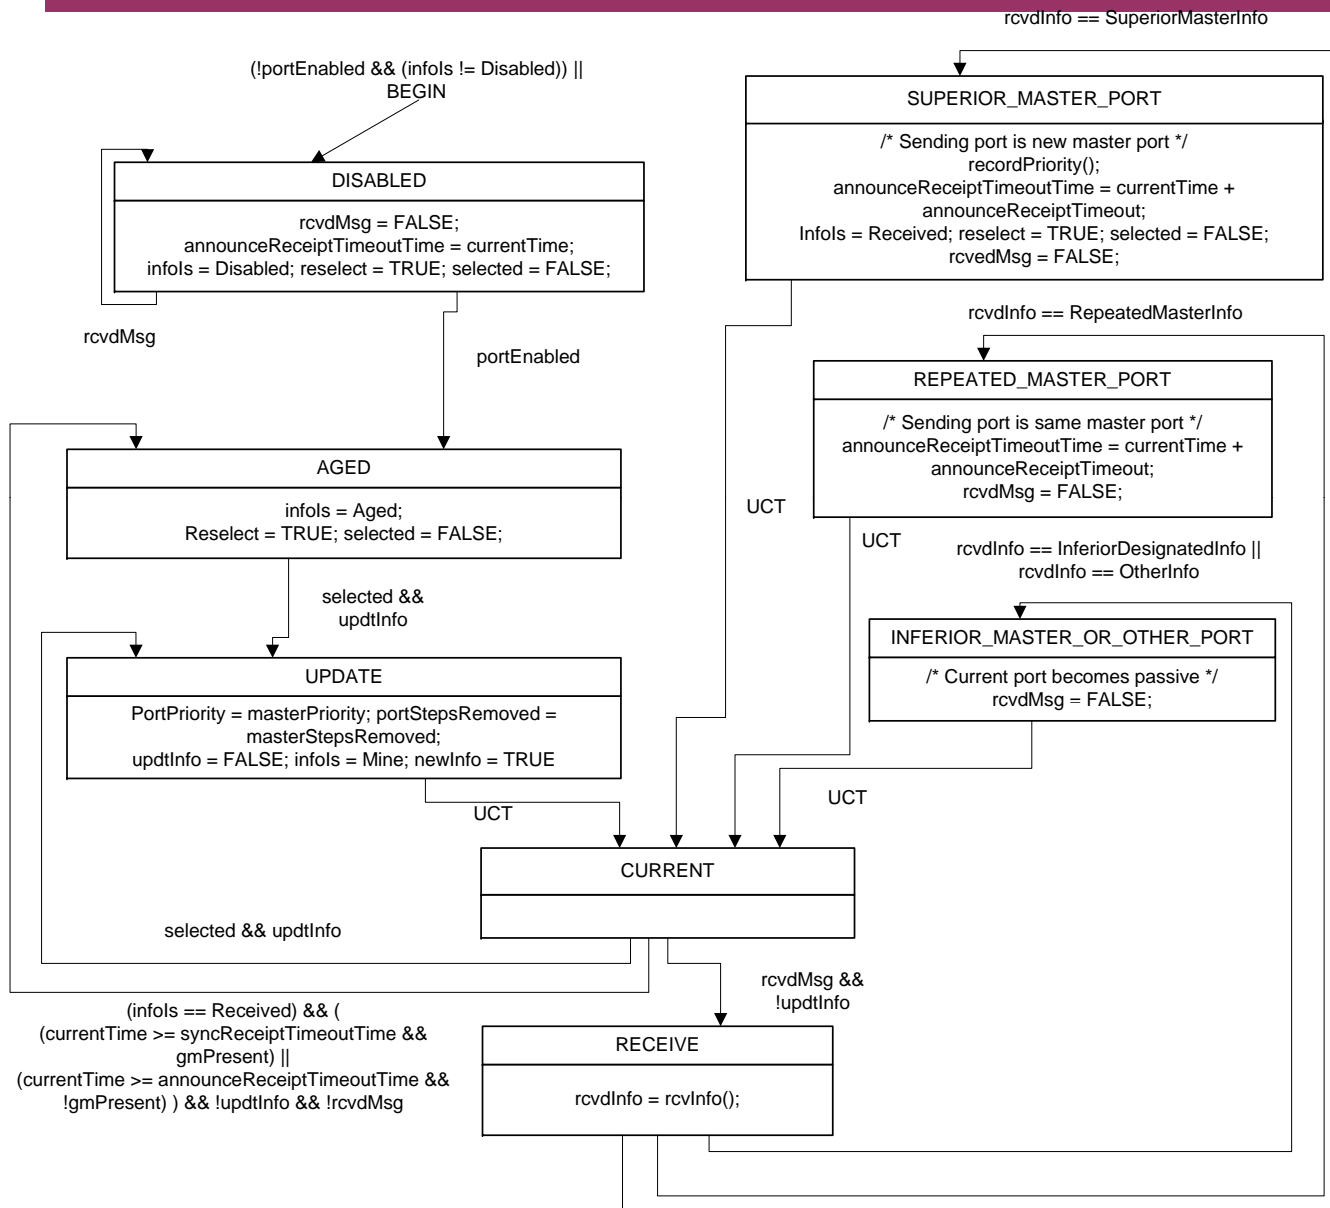 rcvdInfo == SuperiorMasterInfo
(!portEnabled && (infoIs != Disabled)) ||
BEGIN
SUPERIOR_MASTER_PORT
/* Sending port is new master port */
recordPriority();
announceReceiptTimeoutTime = currentTime +
announceReceiptTimeout;
InfoIs = Received; reselect = TRUE; selected = FALSE;
rcvedMsg = FALSE;
DISABLED
rcvdMsg = FALSE;
announceReceiptTimeoutTime = currentTime;
infoIs = Disabled; reselect = TRUE; selected = FALSE;
rcvdMsg
portEnabled
rcvdInfo == RepeatedMasterInfo
REPEATED_MASTER_PORT
/* Sending port is same master port */
announceReceiptTimeoutTime = currentTime +
announceReceiptTimeout;
rcvdMsg = FALSE;
AGED
infoIs = Aged;
Reselect = TRUE; selected = FALSE;
UCT
UCT
rcvdInfo == InferiorDesignatedInfo ||
rcvdInfo == OtherInfo
selected &&
updtInfo
INFERIOR_MASTER_OR_OTHER_PORT
/* Current port becomes passive */
rcvdMsg = FALSE;
UPDATE
PortPriority = masterPriority; portStepsRemoved =
masterStepsRemoved;
updtInfo = FALSE; infoIs = Mine; newInfo = TRUE
UCT
UCT
CURRENT
selected && updtInfo
rcvdMsg &&
!updtInfo
(infoIs == Received) && (
(currentTime >= syncReceiptTimeoutTime &&
gmPresent) ||
(currentTime >= announceReceiptTimeoutTime &&
!gmPresent) ) && !updtInfo && !rcvdMsg
RECEIVE
rcvdInfo = rcvInfo();